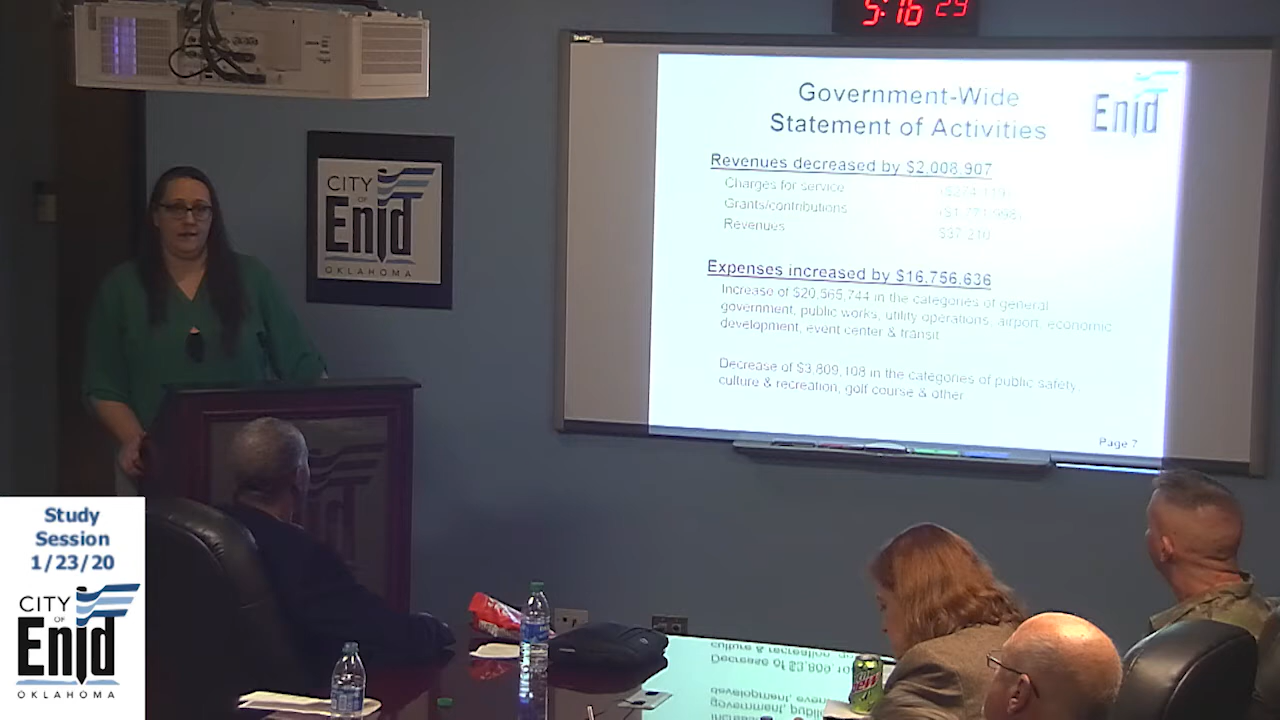 5:16 29
Government-Wide
Statement of Activities
Enid
Revenues decreased by $2,008,907
Charges for service
Grants/contributions
Revenues $37,210
Expenses increased by $16,756,636
Increase of $20,565,744 in the categories of general
government, public works, utility operations, airport, economic
development, event center & transit
Decrease of $3,809,108 in the categories of public safety,
culture & recreation, golf course & other
Page 7
CITY
OF
Enid
OKLAHOMA
Enid
Study
Session
1/23/20
CITY
OF
Enid
OKLAHOMA